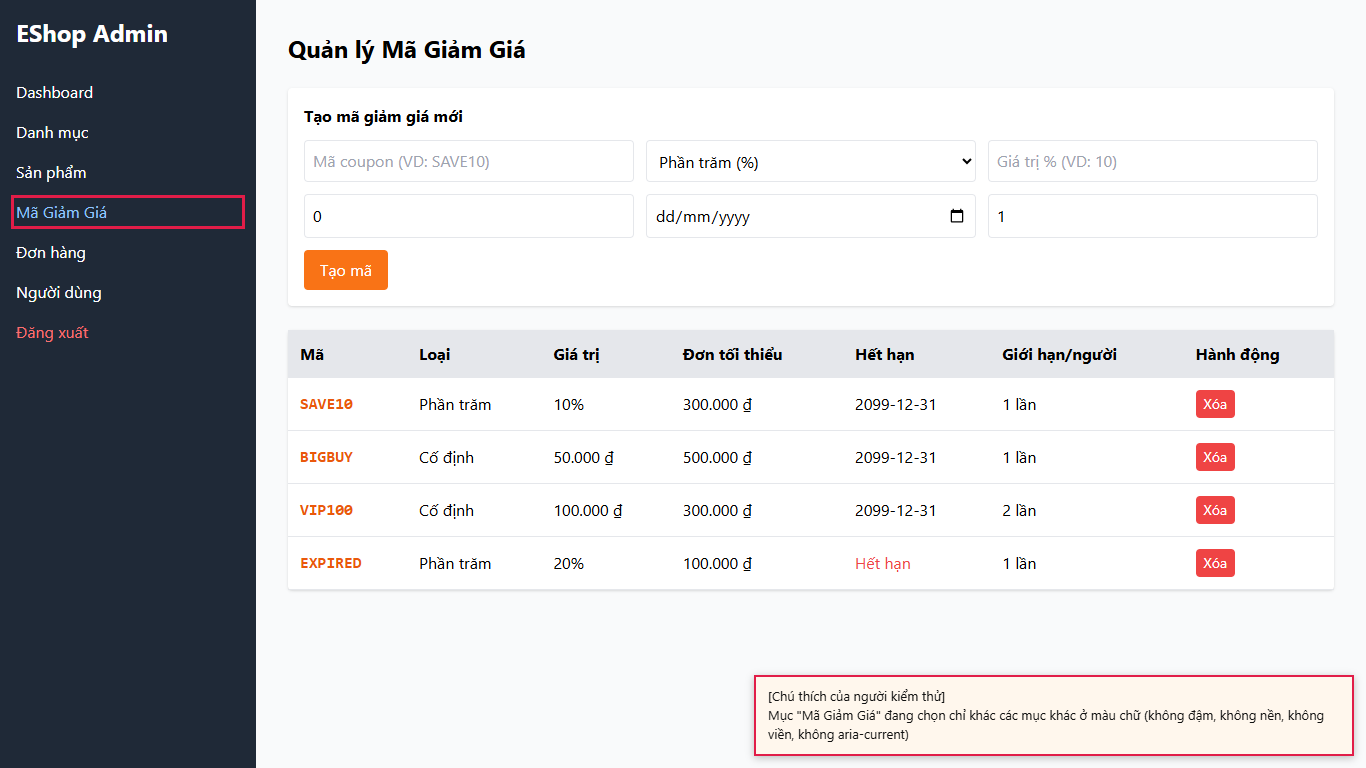 EShop Admin
Dashboard
Danh mục
Sản phẩm
Mã Giảm Giá
Đơn hàng
Người dùng
Đăng xuất
Quản lý Mã Giảm Giá
Tạo mã giảm giá mới
Mã coupon (VD: SAVE10) Phần trăm (%) Giá trị % (VD: 10)
0 dd/mm/yyyy 1
Tạo mã
Mã Loại Giá trị Đơn tối thiểu Hết hạn Giới hạn/người Hành động
SAVE10 Phần trăm 10% 300.000 ₫ 2099-12-31 1 lần Xóa
BIGBUY Cố định 50.000 ₫ 500.000 ₫ 2099-12-31 1 lần Xóa
VIP100 Cố định 100.000 ₫ 300.000 ₫ 2099-12-31 2 lần Xóa
EXPIRED Phần trăm 20% 100.000 ₫ Hết hạn 1 lần Xóa
[Chú thích của người kiểm thử]
Mục "Mã Giảm Giá" đang chọn chỉ khác các mục khác ở màu chữ (không đậm, không nền, không
viền, không aria-current)